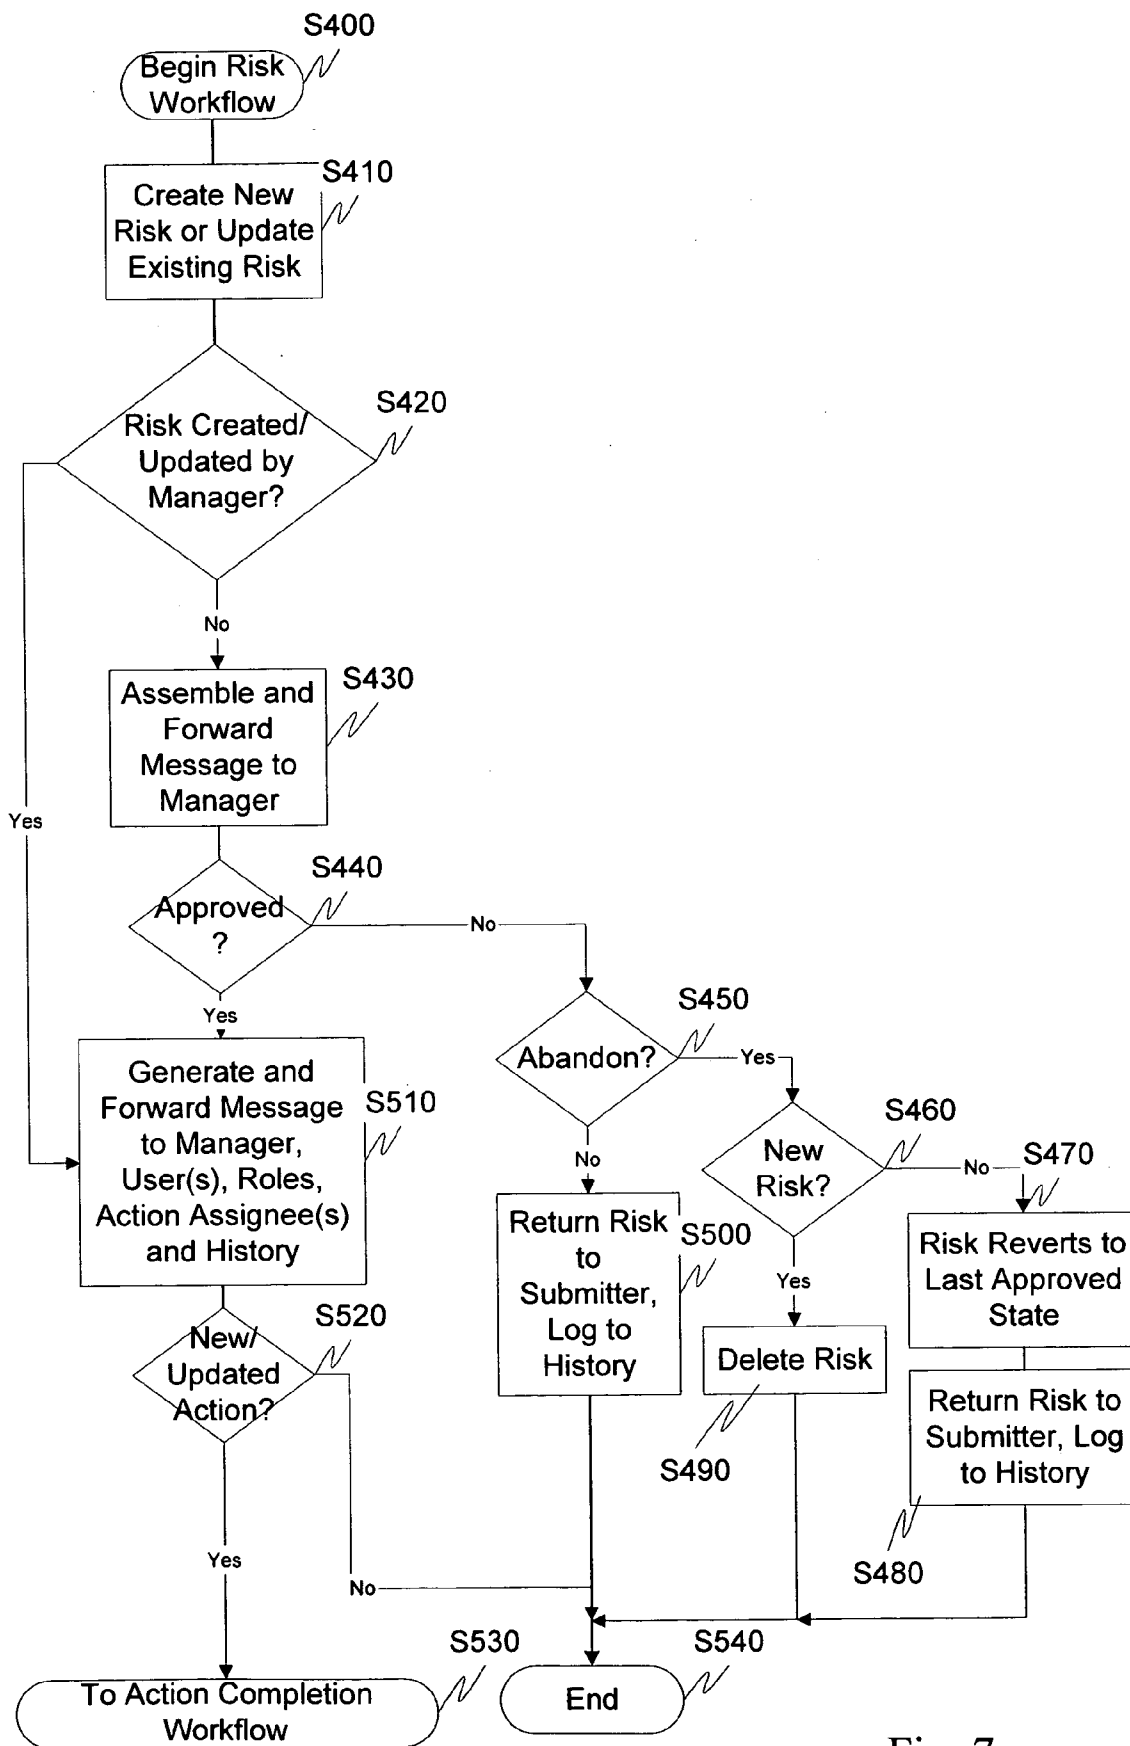 S400
Begin Risk
Workflow
S410
Create New
Risk or Update
Existing Risk
S420
Risk Created/
Updated by
Manager?
No
S430
Assemble and
Forward
Message to
Manager
Yes
S440
Approved
?
No
Yes
S450
Abandon?
Yes
S510
Generate and
Forward Message
to Manager,
User(s), Roles,
Action Assignee(s)
and History
No
S460
New
Risk?
No
S470
S500
Return Risk
to
Submitter,
Log to
History
Yes
Risk Reverts to
Last Approved
State
S520
New/
Updated
Action?
Delete Risk
S490
Return Risk to
Submitter, Log
to History
S480
Yes
No
S530
To Action Completion
Workflow
S540
End
Fig. 7